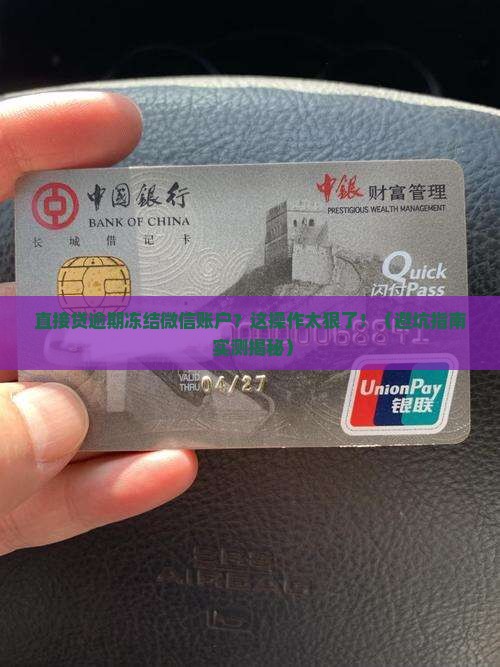 中国银行
BANK OF CHINA
长城借记卡
中银 财富管理
PRESTIGIOUS WEALTH MANAGEMENT
Quick
闪付Pass
直接贷逾期冻结微信账户？这操作太狠了！（避坑指南
实测揭秘）
VALID
THRU 04/27
UnionPay
银联
SRS
AIRBAG